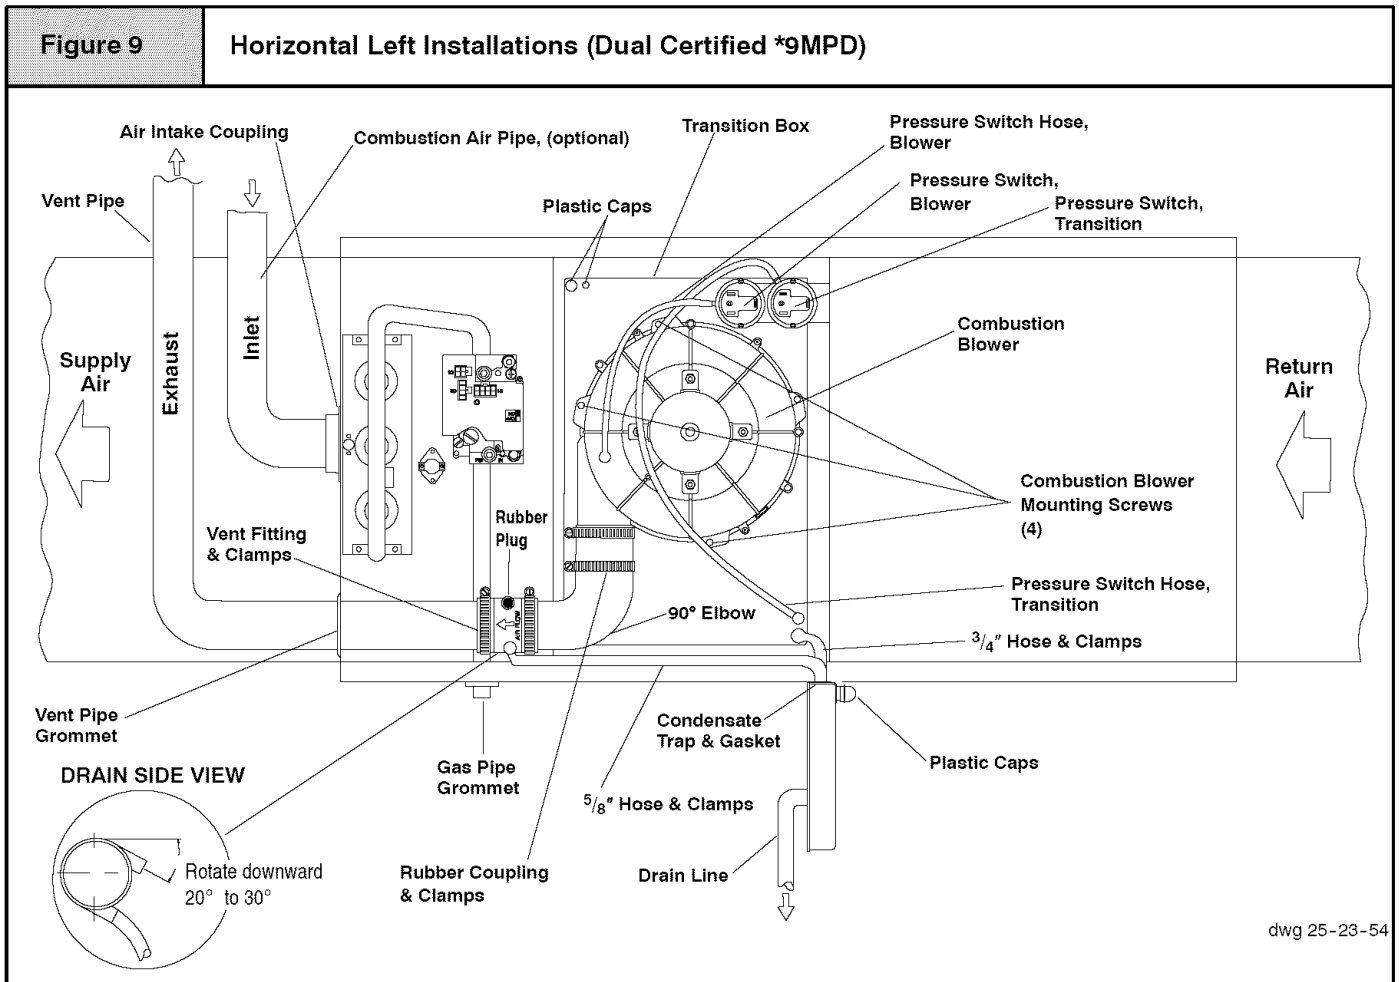 Figure 9
Horizontal Left Installations (Dual Certified *9MPD)
Air Intake Coupling
Combustion Air Pipe, (optional)
Transition Box
Pressure Switch Hose,
Blower
Vent Pipe
Plastic Caps
Pressure Switch,
Blower
Pressure Switch,
Transition
Exhaust
Inlet
Supply
Air
Combustion
Blower
Return
Air
Combustion Blower
Mounting Screws
(4)
Vent Fitting
& Clamps
Rubber
Plug
AIR FLOW
Pressure Switch Hose,
Transition
90° Elbow
3/4″ Hose & Clamps
Vent Pipe
Grommet
Condensate
Trap & Gasket
Plastic Caps
DRAIN SIDE VIEW
Gas Pipe
Grommet
5/8″ Hose & Clamps
Rotate downward
20° to 30°
Rubber Coupling
& Clamps
Drain Line
dwg 25-23-54